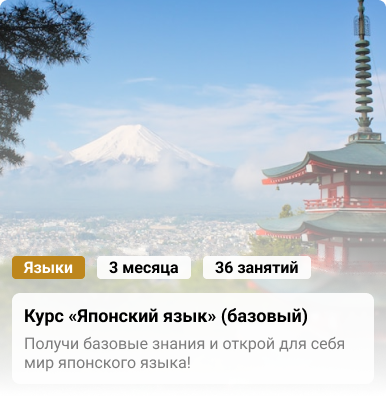 Языки
3 месяца
36 занятий
Курс «Японский язык» (базовый)
Получи базовые знания и открой для себя
мир японского языка!